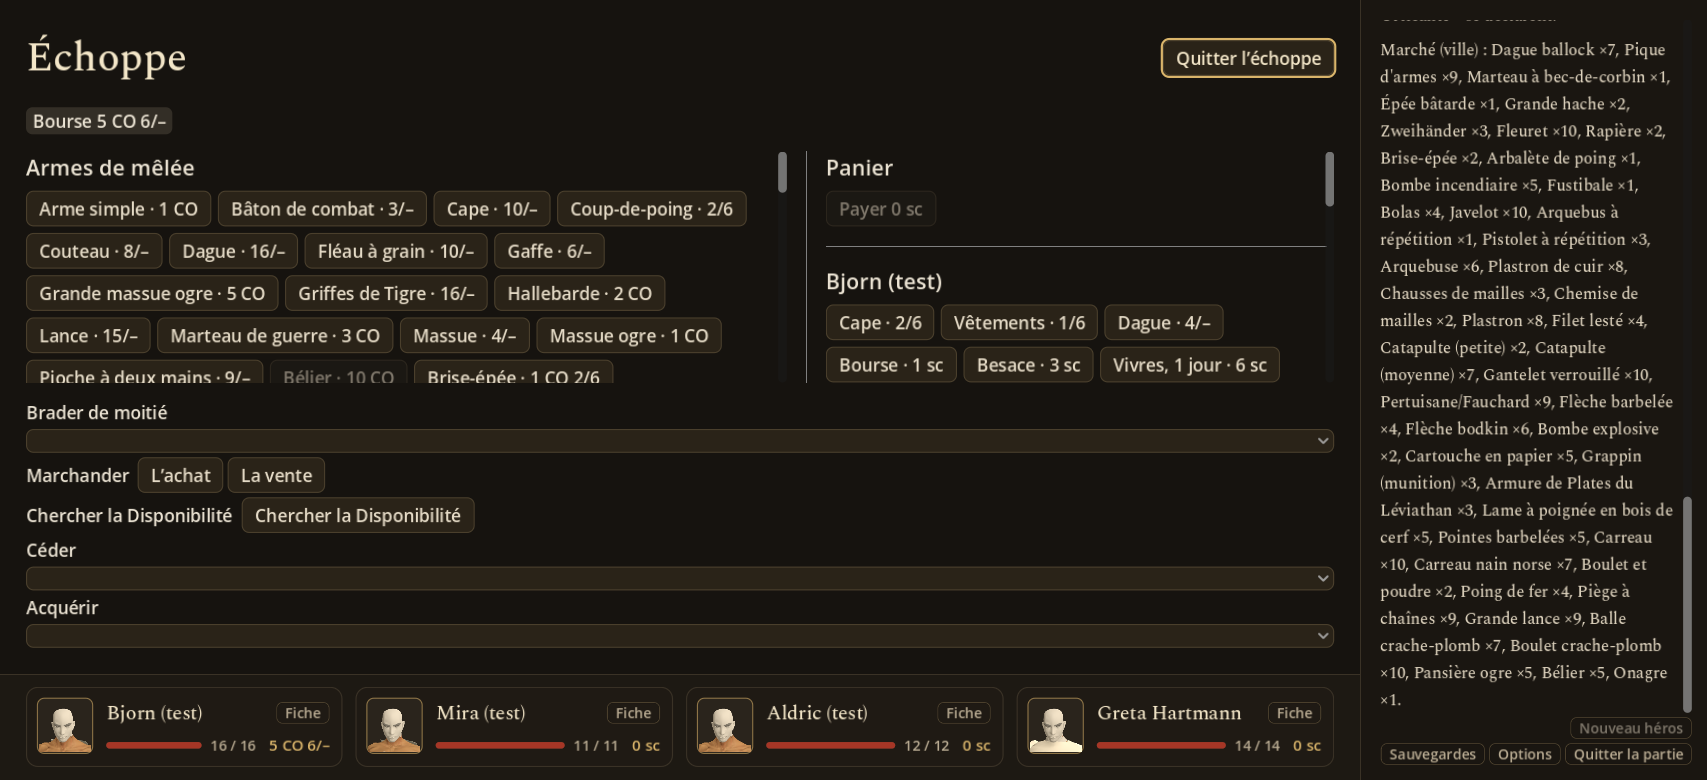 Échoppe
Quitter l'échoppe
Bourse 5 CO 6/–
Armes de mêlée
Arme simple · 1 CO
Bâton de combat · 3/–
Cape · 10/–
Coup-de-poing · 2/6
Couteau · 8/–
Dague · 16/–
Fléau à grain · 10/–
Gaffe · 6/–
Grande massue ogre · 5 CO
Griffes de Tigre · 16/–
Hallebarde · 2 CO
Lance · 15/–
Marteau de guerre · 3 CO
Massue · 4/–
Massue ogre · 1 CO
Pioche à deux mains · 9/–
Bélier · 10 CO
Brise-épée · 1 CO 2/6
Panier
Payer 0 sc
Bjorn (test)
Cape · 2/6
Vêtements · 1/6
Dague · 4/–
Bourse · 1 sc
Besace · 3 sc
Vivres, 1 jour · 6 sc
Brader de moitié
Marchander
L'achat
La vente
Chercher la Disponibilité
Chercher la Disponibilité
Céder
Acquérir
Bjorn (test)
Fiche
16 / 16
5 CO 6/–
Mira (test)
Fiche
11 / 11
0 sc
Aldric (test)
Fiche
12 / 12
0 sc
Greta Hartmann
Fiche
14 / 14
0 sc
Marché (ville) : Dague ballock ×7, Pique
d'armes ×9, Marteau à bec-de-corbin ×1,
Épée bâtarde ×1, Grande hache ×2,
Zweihänder ×3, Fleuret ×10, Rapière ×2,
Brise-épée ×2, Arbalète de poing ×1,
Bombe incendiaire ×5, Fustibale ×1,
Bolas ×4, Javelot ×10, Arquebus à
répétition ×1, Pistolet à répétition ×3,
Arquebuse ×6, Plastron de cuir ×8,
Chausses de mailles ×3, Chemise de
mailles ×2, Plastron ×8, Filet lesté ×4,
Catapulte (petite) ×2, Catapulte
(moyenne) ×7, Gantelet verrouillé ×10,
Pertuisane/Fauchard ×9, Flèche barbelée
×4, Flèche bodkin ×6, Bombe explosive
×2, Cartouche en papier ×5, Grappin
(munition) ×3, Armure de Plates du
Léviathan ×3, Lame à poignée en bois de
cerf ×5, Pointes barbelées ×5, Carreau
×10, Carreau nain norse ×7, Boulet et
poudre ×2, Poing de fer ×4, Piège à
chaînes ×9, Grande lance ×9, Balle
crache-plomb ×7, Boulet crache-plomb
×10, Pansière ogre ×5, Bélier ×5, Onagre
×1.
Nouveau héros
Sauvegardes
Options
Quitter la partie